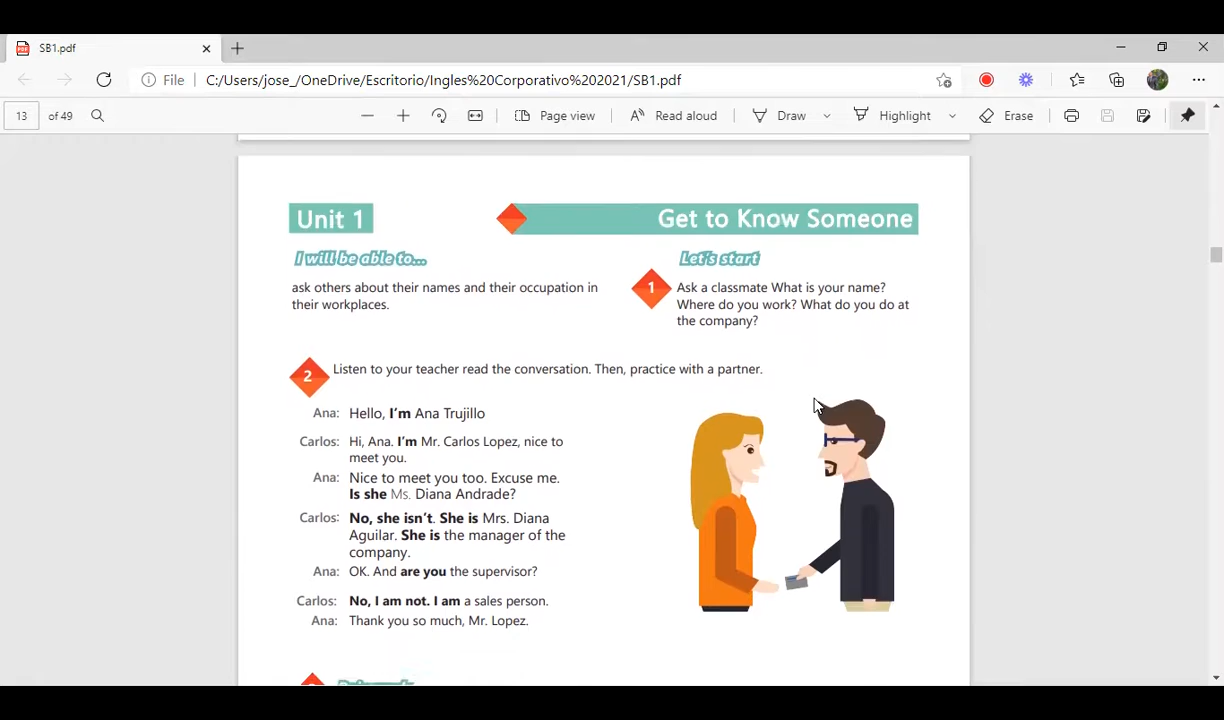 SB1.pdf
File C:/Users/jose_/OneDrive/Escritorio/Ingles%20Corporativo%202021/SB1.pdf
13 of 49 Page view Read aloud Draw Highlight Erase
Unit 1
Get to Know Someone
I will be able to...
ask others about their names and their occupation in
their workplaces.
Let's start
1 Ask a classmate What is your name?
Where do you work? What do you do at
the company?
2 Listen to your teacher read the conversation. Then, practice with a partner.
Ana: Hello, I'm Ana Trujillo
Carlos: Hi, Ana. I'm Mr. Carlos Lopez, nice to
meet you.
Ana: Nice to meet you too. Excuse me.
Is she Ms. Diana Andrade?
Carlos: No, she isn't. She is Mrs. Diana
Aguilar. She is the manager of the
company.
Ana: OK. And are you the supervisor?
Carlos: No, I am not. I am a sales person.
Ana: Thank you so much, Mr. Lopez.